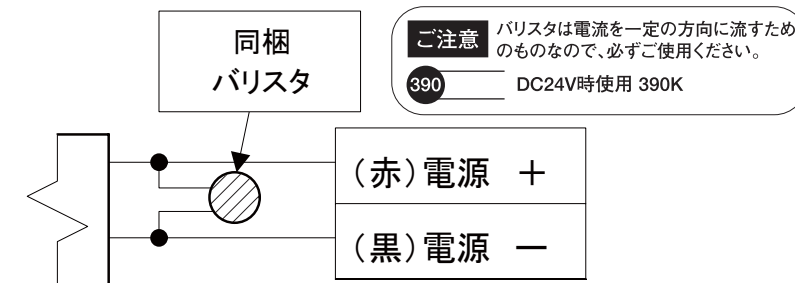 同梱
バリスタ
ご注意
バリスタは電流を一定の方向に流すため
のものなので、必ずご使用ください。
390
DC24V時使用 390K
（赤）電源 ＋
（黒）電源 －